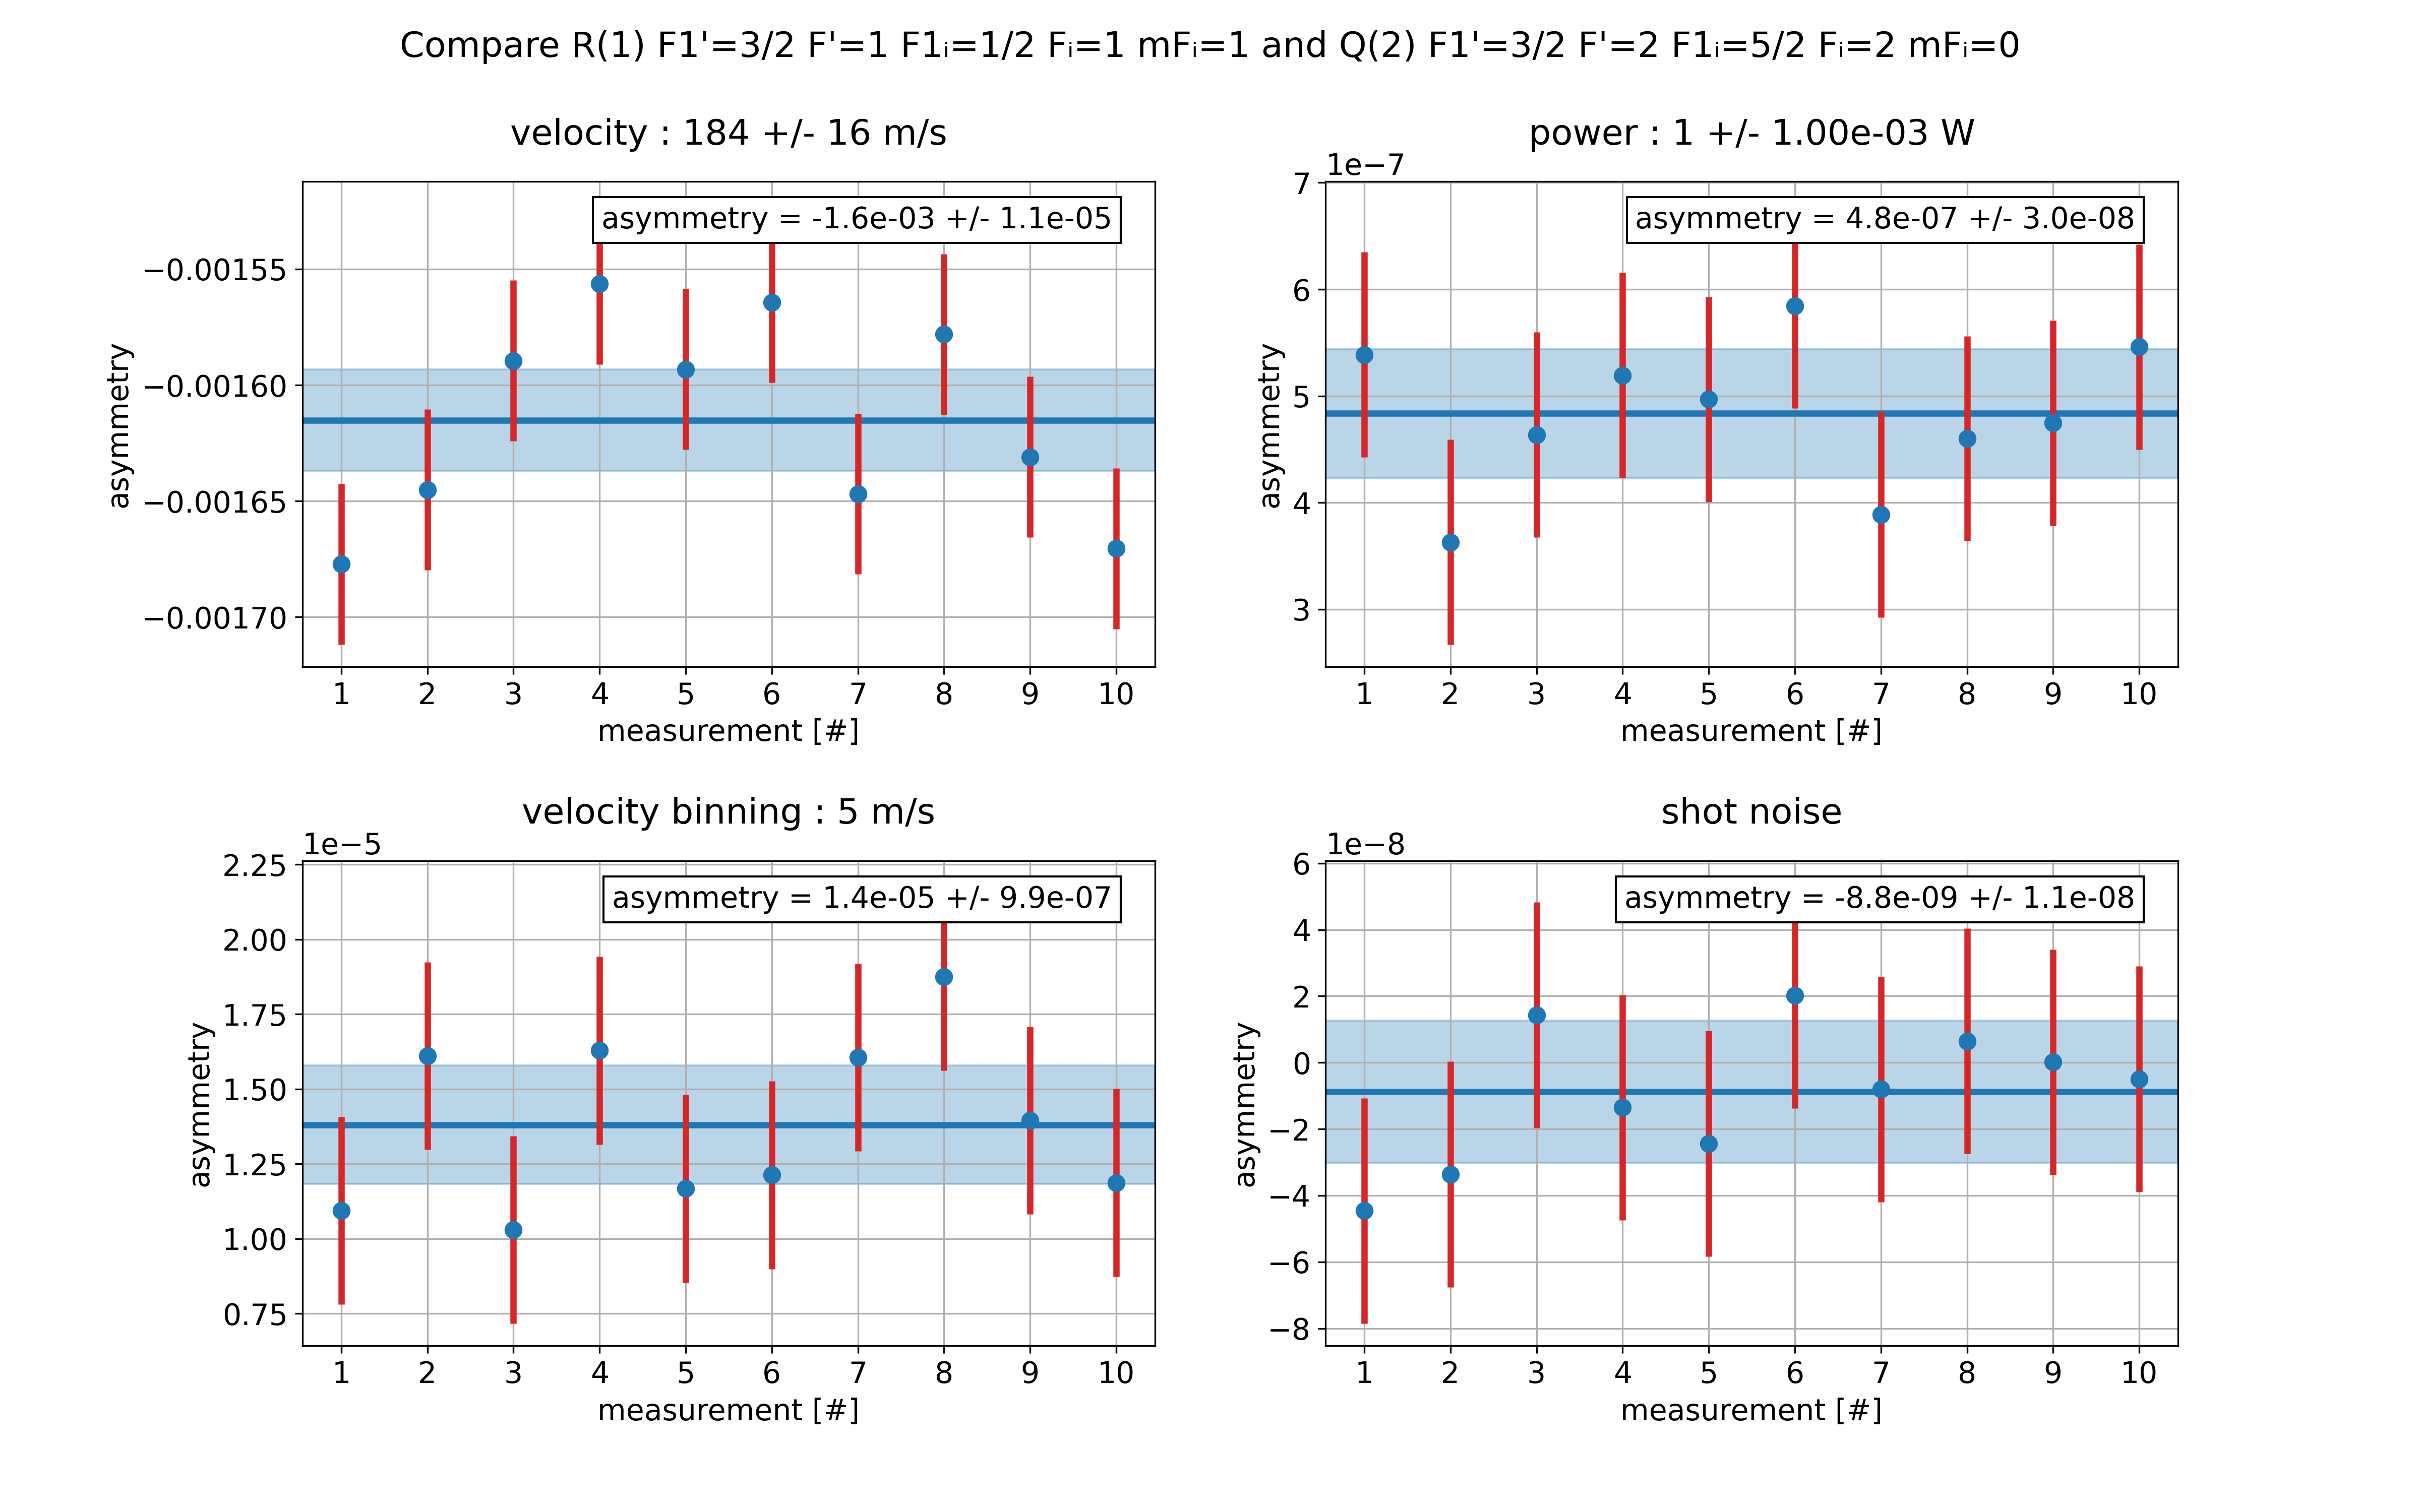 Compare R(1) F1'=3/2 F'=1 F1ᵢ=1/2 Fᵢ=1 mFᵢ=1 and Q(2) F1'=3/2 F'=2 F1ᵢ=5/2 Fᵢ=2 mFᵢ=0
velocity : 184 +/- 16 m/s
asymmetry = -1.6e-03 +/- 1.1e-05
−0.00155
−0.00160
−0.00165
−0.00170
asymmetry
1 2 3 4 5 6 7 8 9 10
measurement [#]
power : 1 +/- 1.00e-03 W
1e−7
asymmetry = 4.8e-07 +/- 3.0e-08
7
6
5
4
3
asymmetry
1 2 3 4 5 6 7 8 9 10
measurement [#]
velocity binning : 5 m/s
1e−5
asymmetry = 1.4e-05 +/- 9.9e-07
2.25
2.00
1.75
1.50
1.25
1.00
0.75
asymmetry
1 2 3 4 5 6 7 8 9 10
measurement [#]
shot noise
1e−8
asymmetry = -8.8e-09 +/- 1.1e-08
6
4
2
0
−2
−4
−6
−8
asymmetry
1 2 3 4 5 6 7 8 9 10
measurement [#]